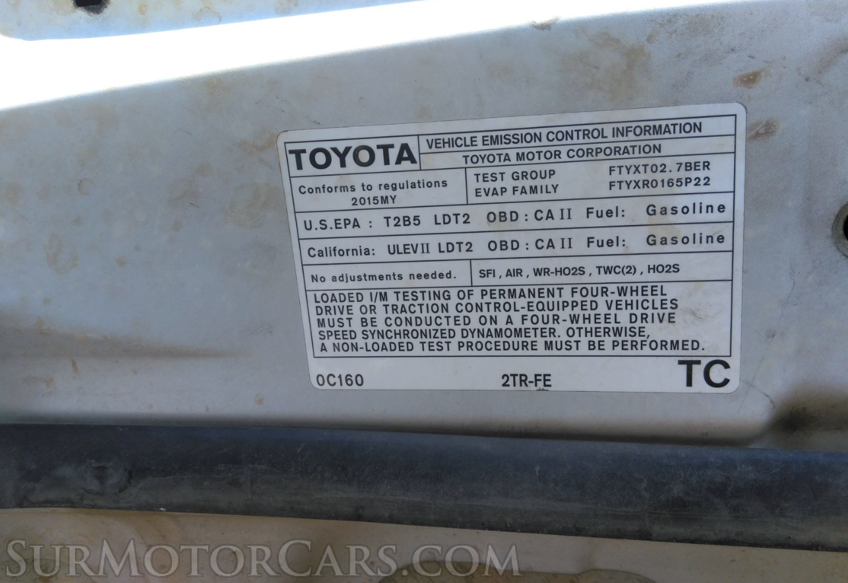 TOYOTA
VEHICLE EMISSION CONTROL INFORMATION
TOYOTA MOTOR CORPORATION
Conforms to regulations
2015MY
TEST GROUP FTYXT02.7BER
EVAP FAMILY FTYXR0165P22
U.S.EPA : T2B5 LDT2 OBD : CA II Fuel: Gasoline
California: ULEV II LDT2 OBD : CA II Fuel: Gasoline
No adjustments needed.
SFI , AIR , WR-HO2S , TWC(2) , HO2S
LOADED I/M TESTING OF PERMANENT FOUR-WHEEL
DRIVE OR TRACTION CONTROL-EQUIPPED VEHICLES
MUST BE CONDUCTED ON A FOUR-WHEEL DRIVE
SPEED SYNCHRONIZED DYNAMOMETER. OTHERWISE,
A NON-LOADED TEST PROCEDURE MUST BE PERFORMED.
0C160 2TR-FE TC
SURMOTORCARS.COM